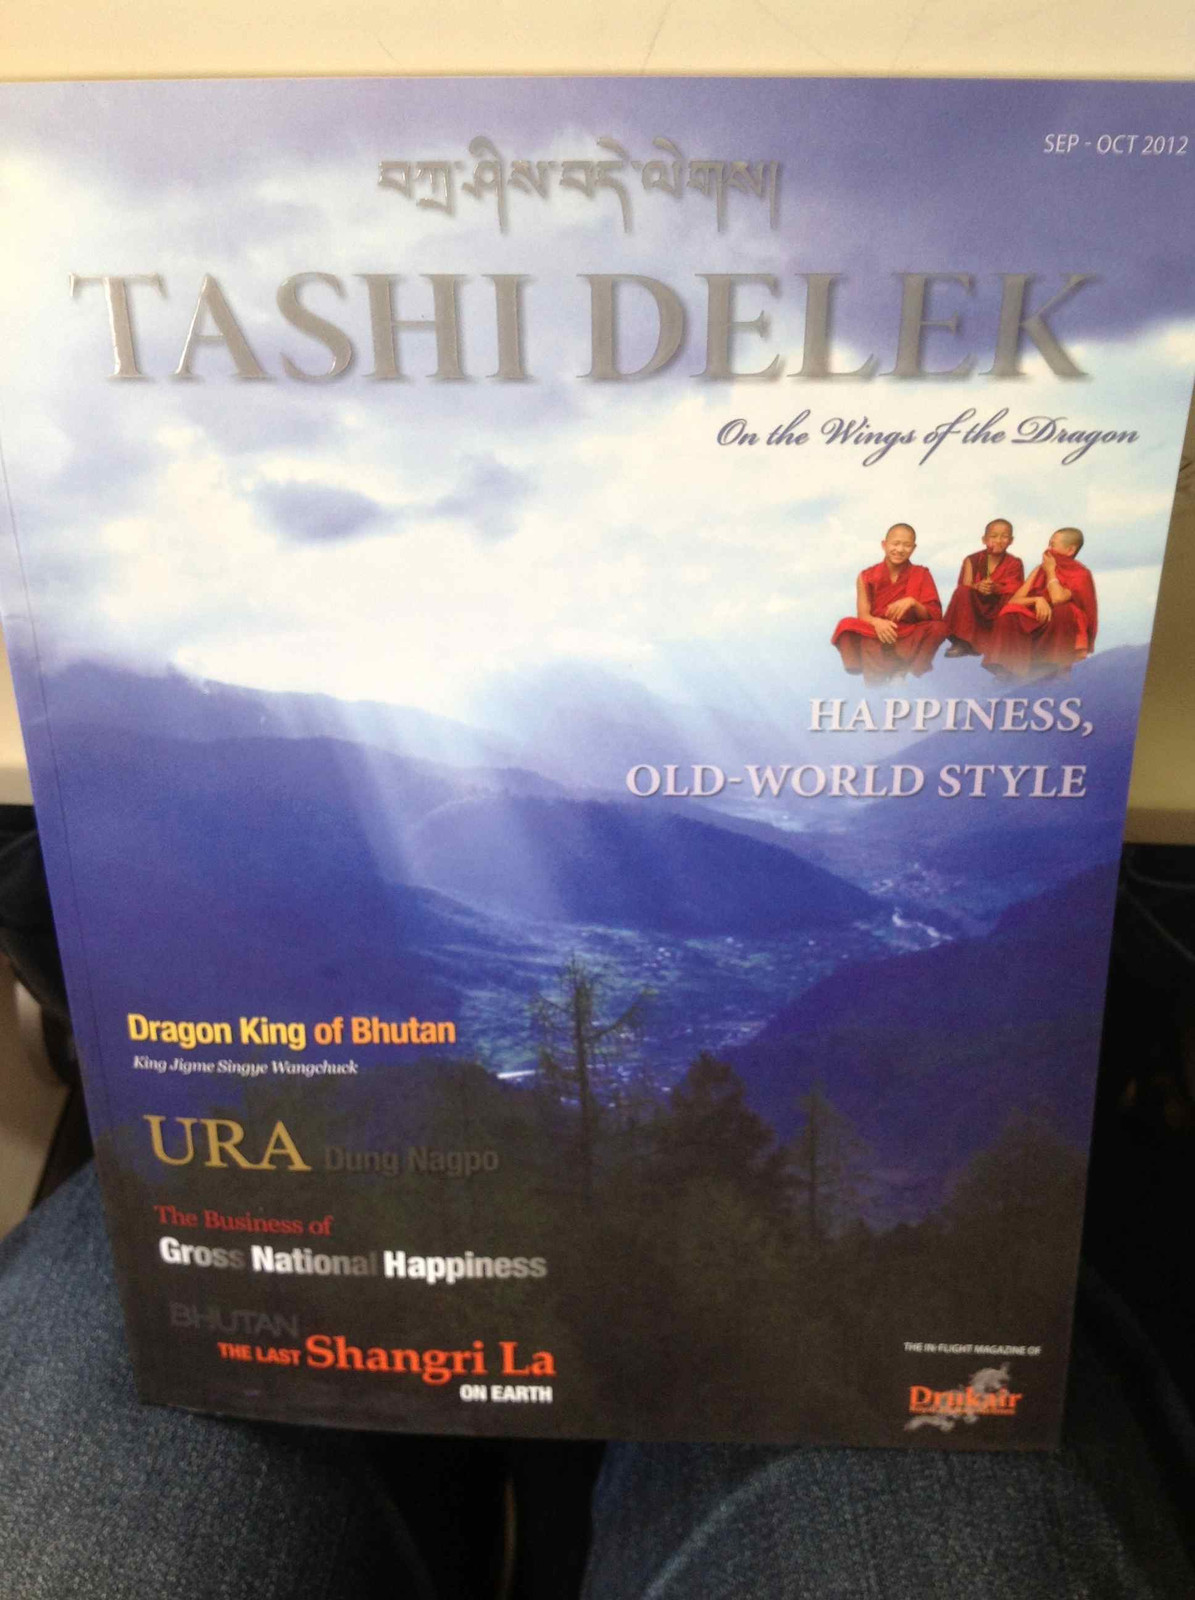 བཀྲ་ཤིས་བདེ་ལེགས།
SEP - OCT 2012
TASHI DELEK
On the Wings of the Dragon
HAPPINESS,
OLD-WORLD STYLE
Dragon King of Bhutan
King Jigme Singye Wangchuck
URA Dung Nagpo
The Business of
Gross National Happiness
BHUTAN
THE LAST Shangri La
ON EARTH
THE IN-FLIGHT MAGAZINE OF
Drukair